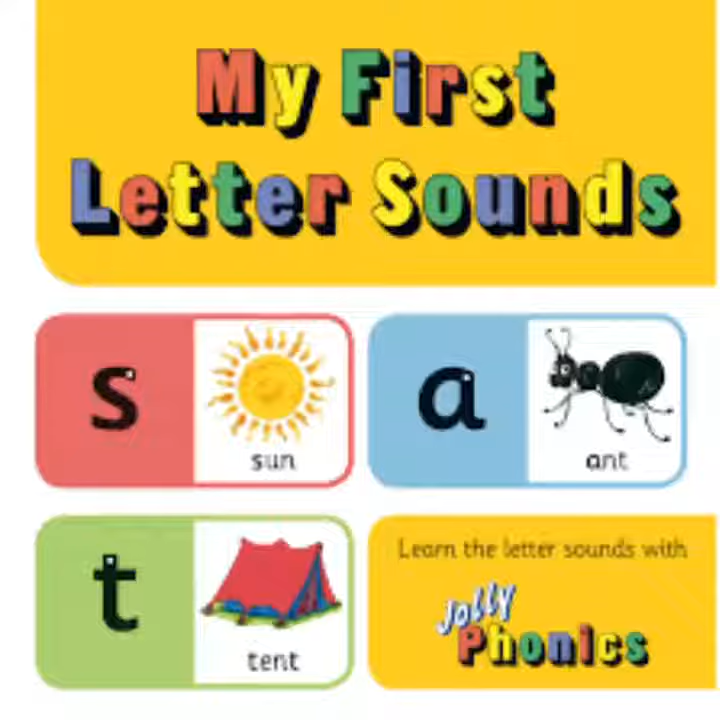 My First
Letter Sounds
s
sun
a
ant
t
tent
Learn the letter sounds with
Jolly
Phonics